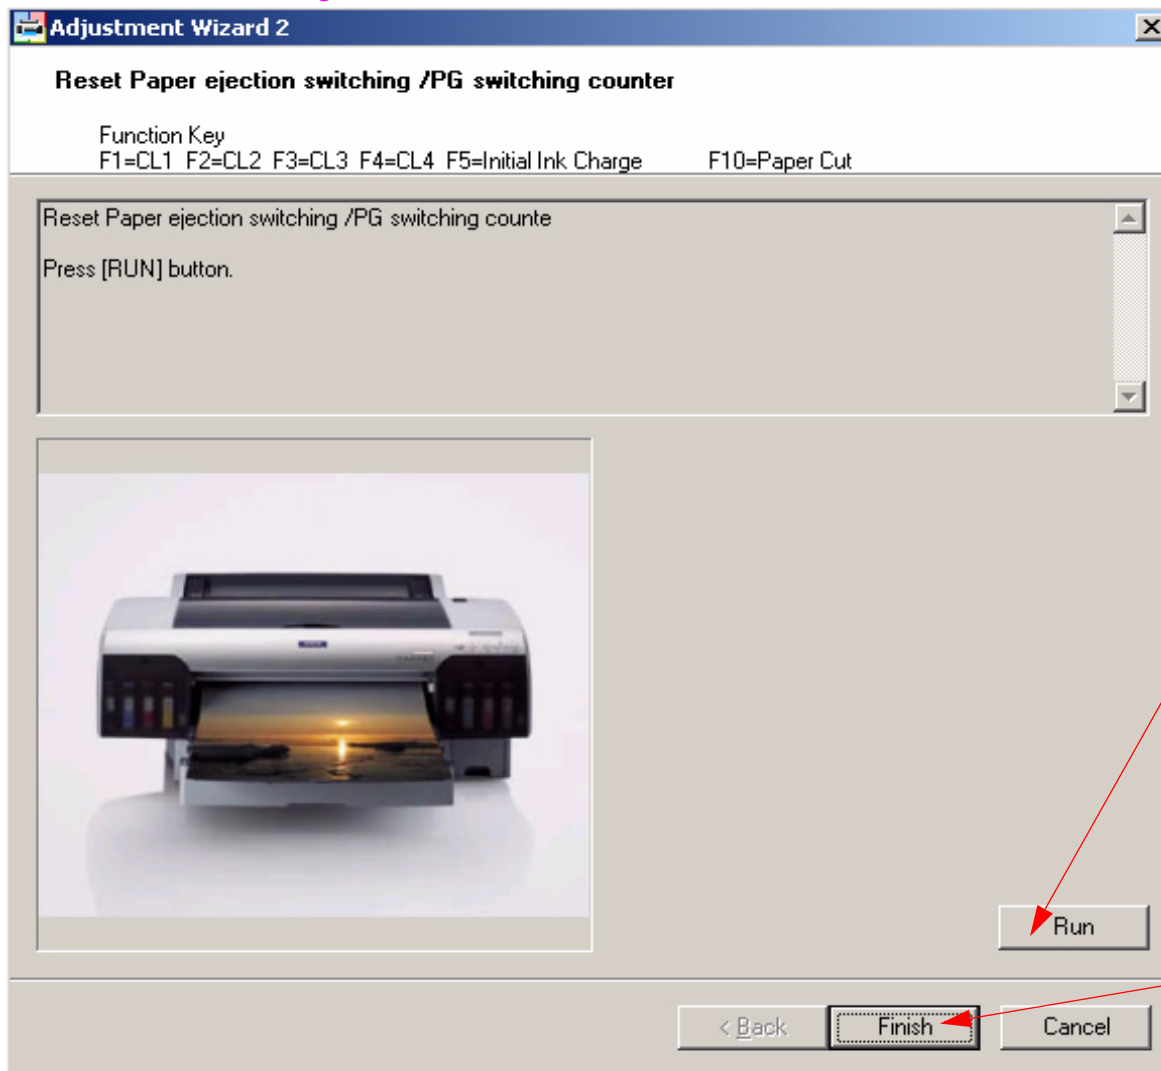 Adjustment Wizard 2
Reset Paper ejection switching /PG switching counter
Function Key
F1=CL1 F2=CL2 F3=CL3 F4=CL4 F5=Initial Ink Charge F10=Paper Cut
Reset Paper ejection switching /PG switching counte
Press [RUN] button.
Run
< Back Finish Cancel